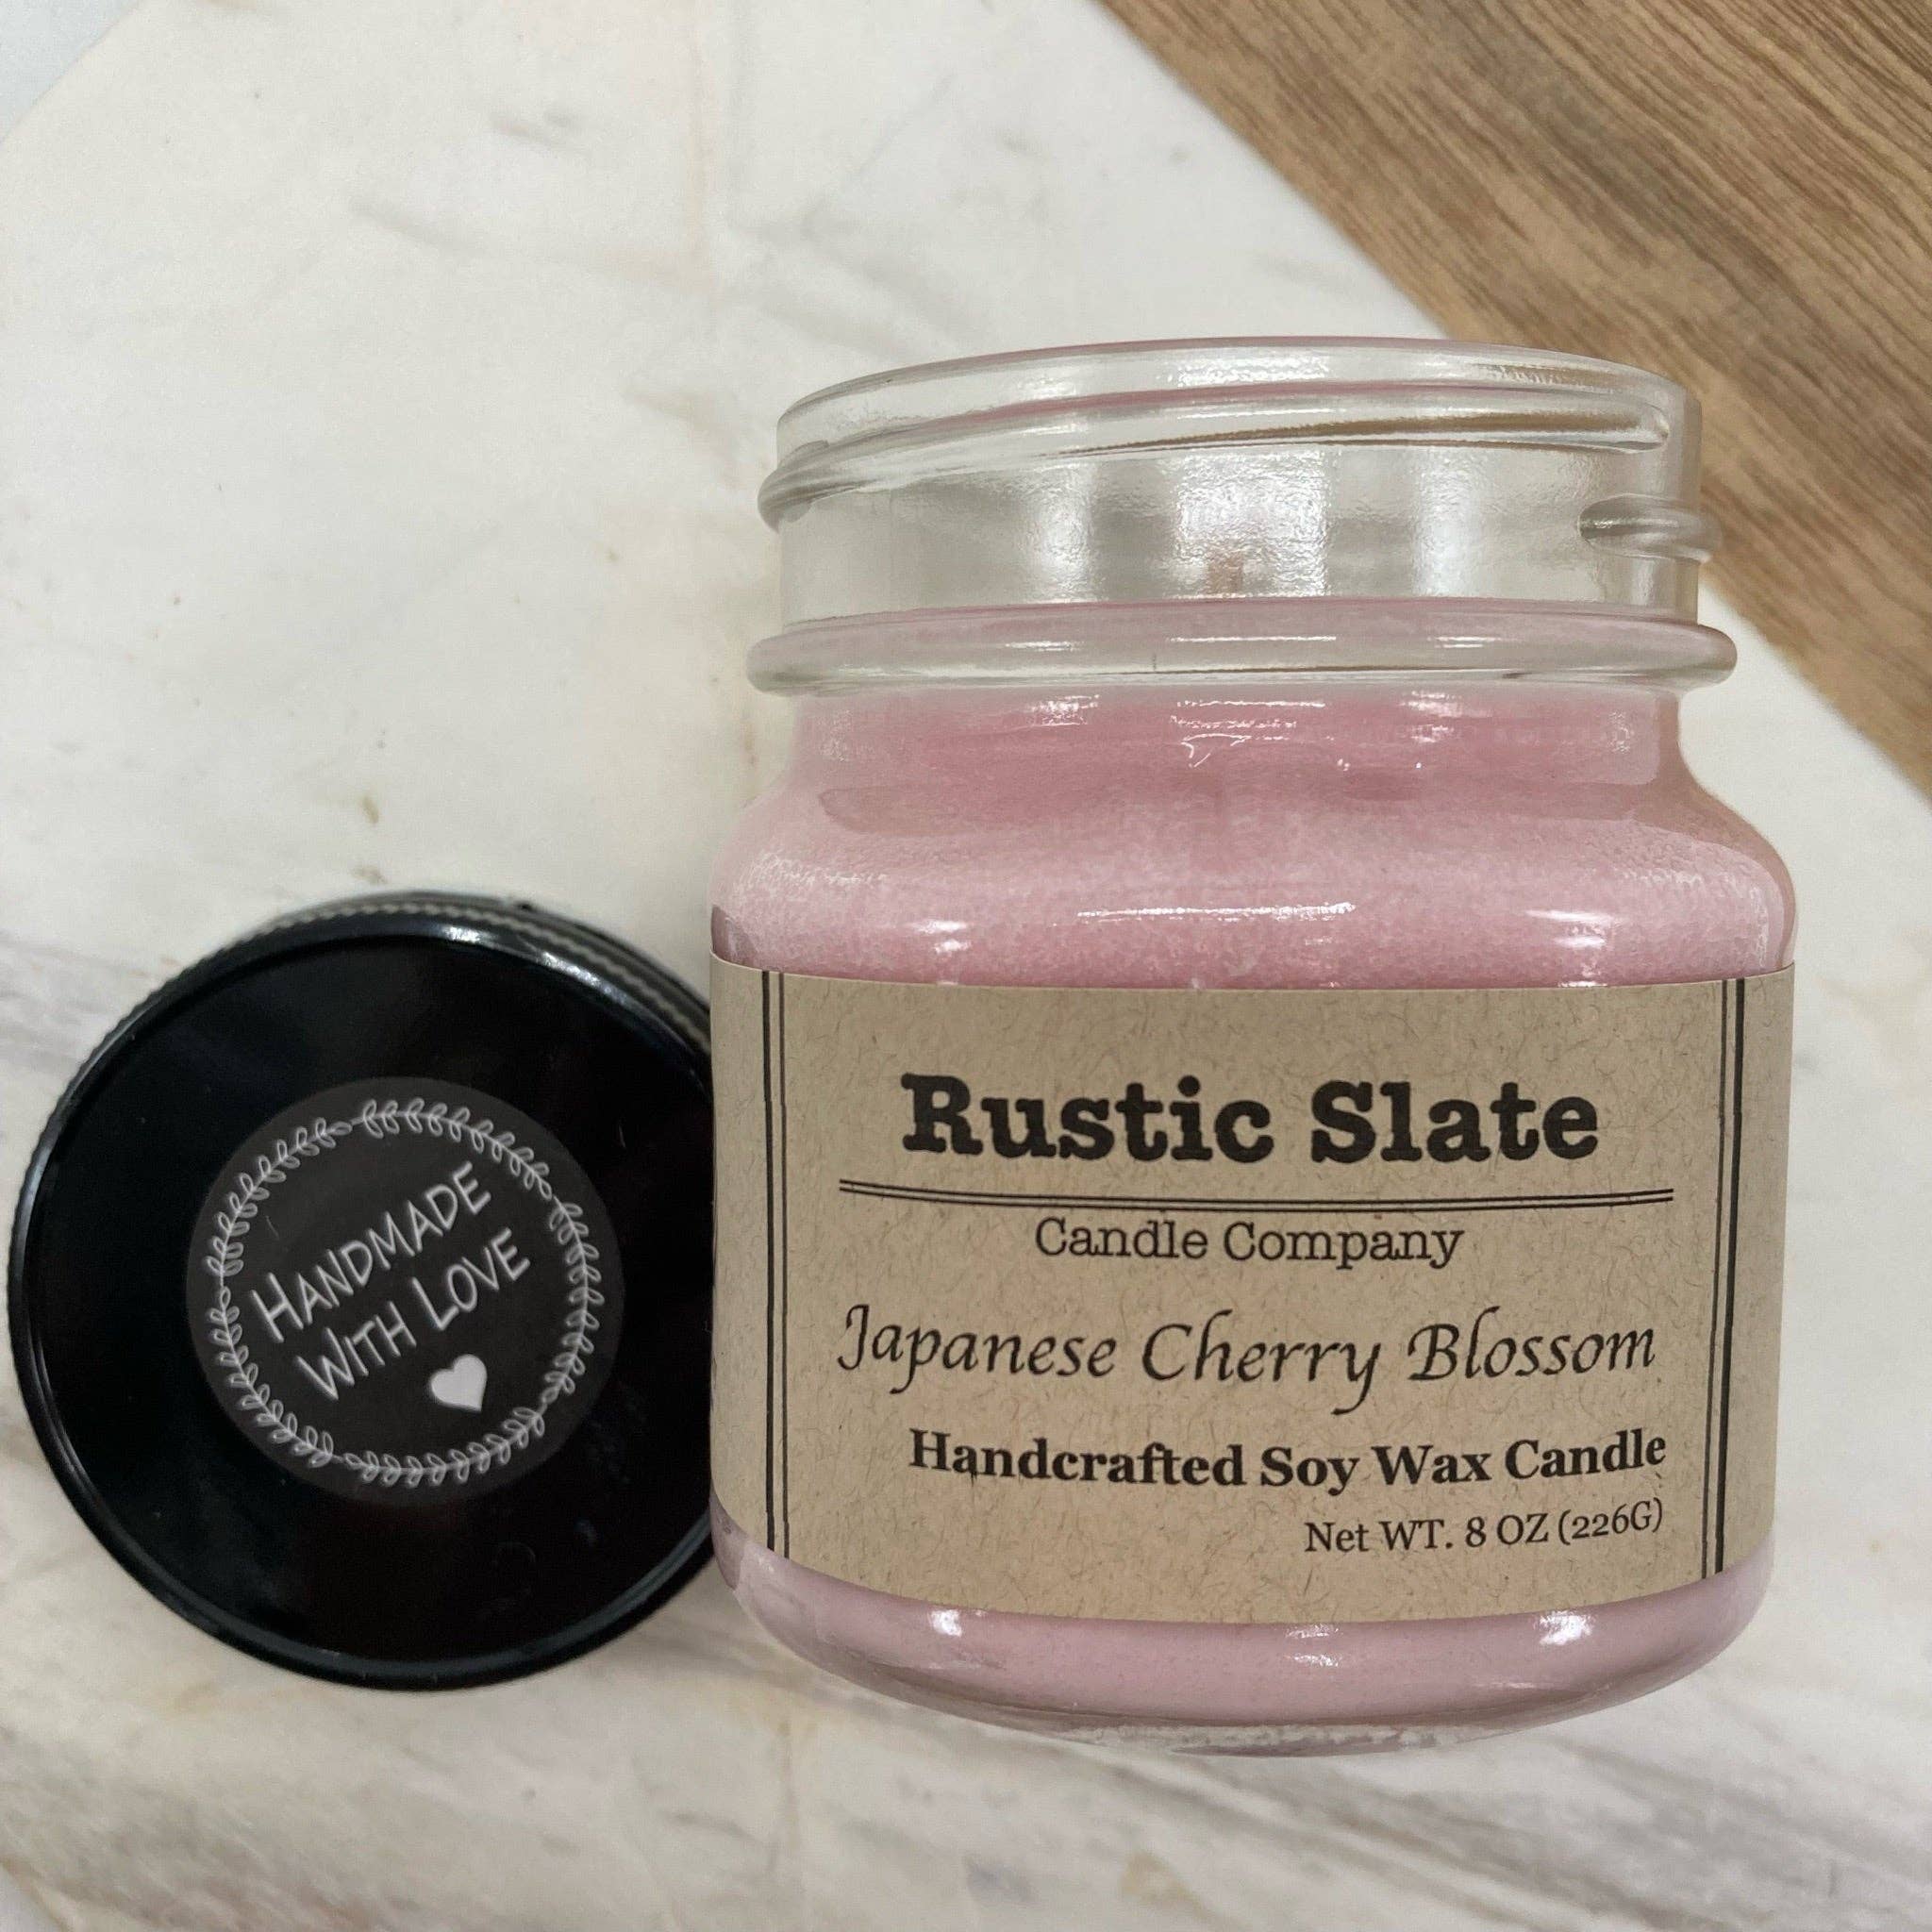 Rustic Slate
Candle Company
Japanese Cherry Blossom
Handcrafted Soy Wax Candle
Net WT. 8 OZ (226G)
HANDMADE
WITH LOVE